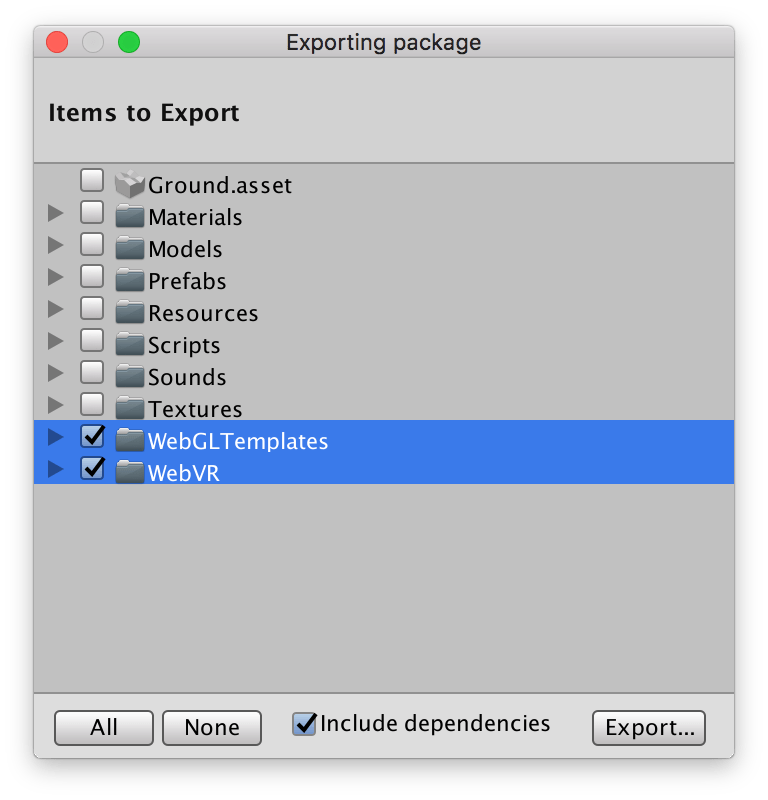 Exporting package
Items to Export
Ground.asset
Materials
Models
Prefabs
Resources
Scripts
Sounds
Textures
WebGLTemplates
WebVR
All None Include dependencies Export...